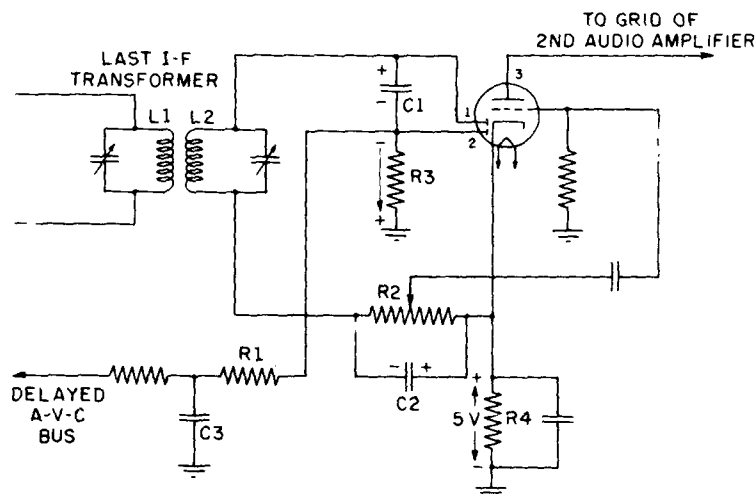 TO GRID OF
2ND AUDIO AMPLIFIER
LAST I-F
TRANSFORMER
3
+
-
C1
1
2
L1
L2
-
R3
+
R2
R1
- +
C2
DELAYED
A-V-C
BUS
C3
+
5V
R4
-